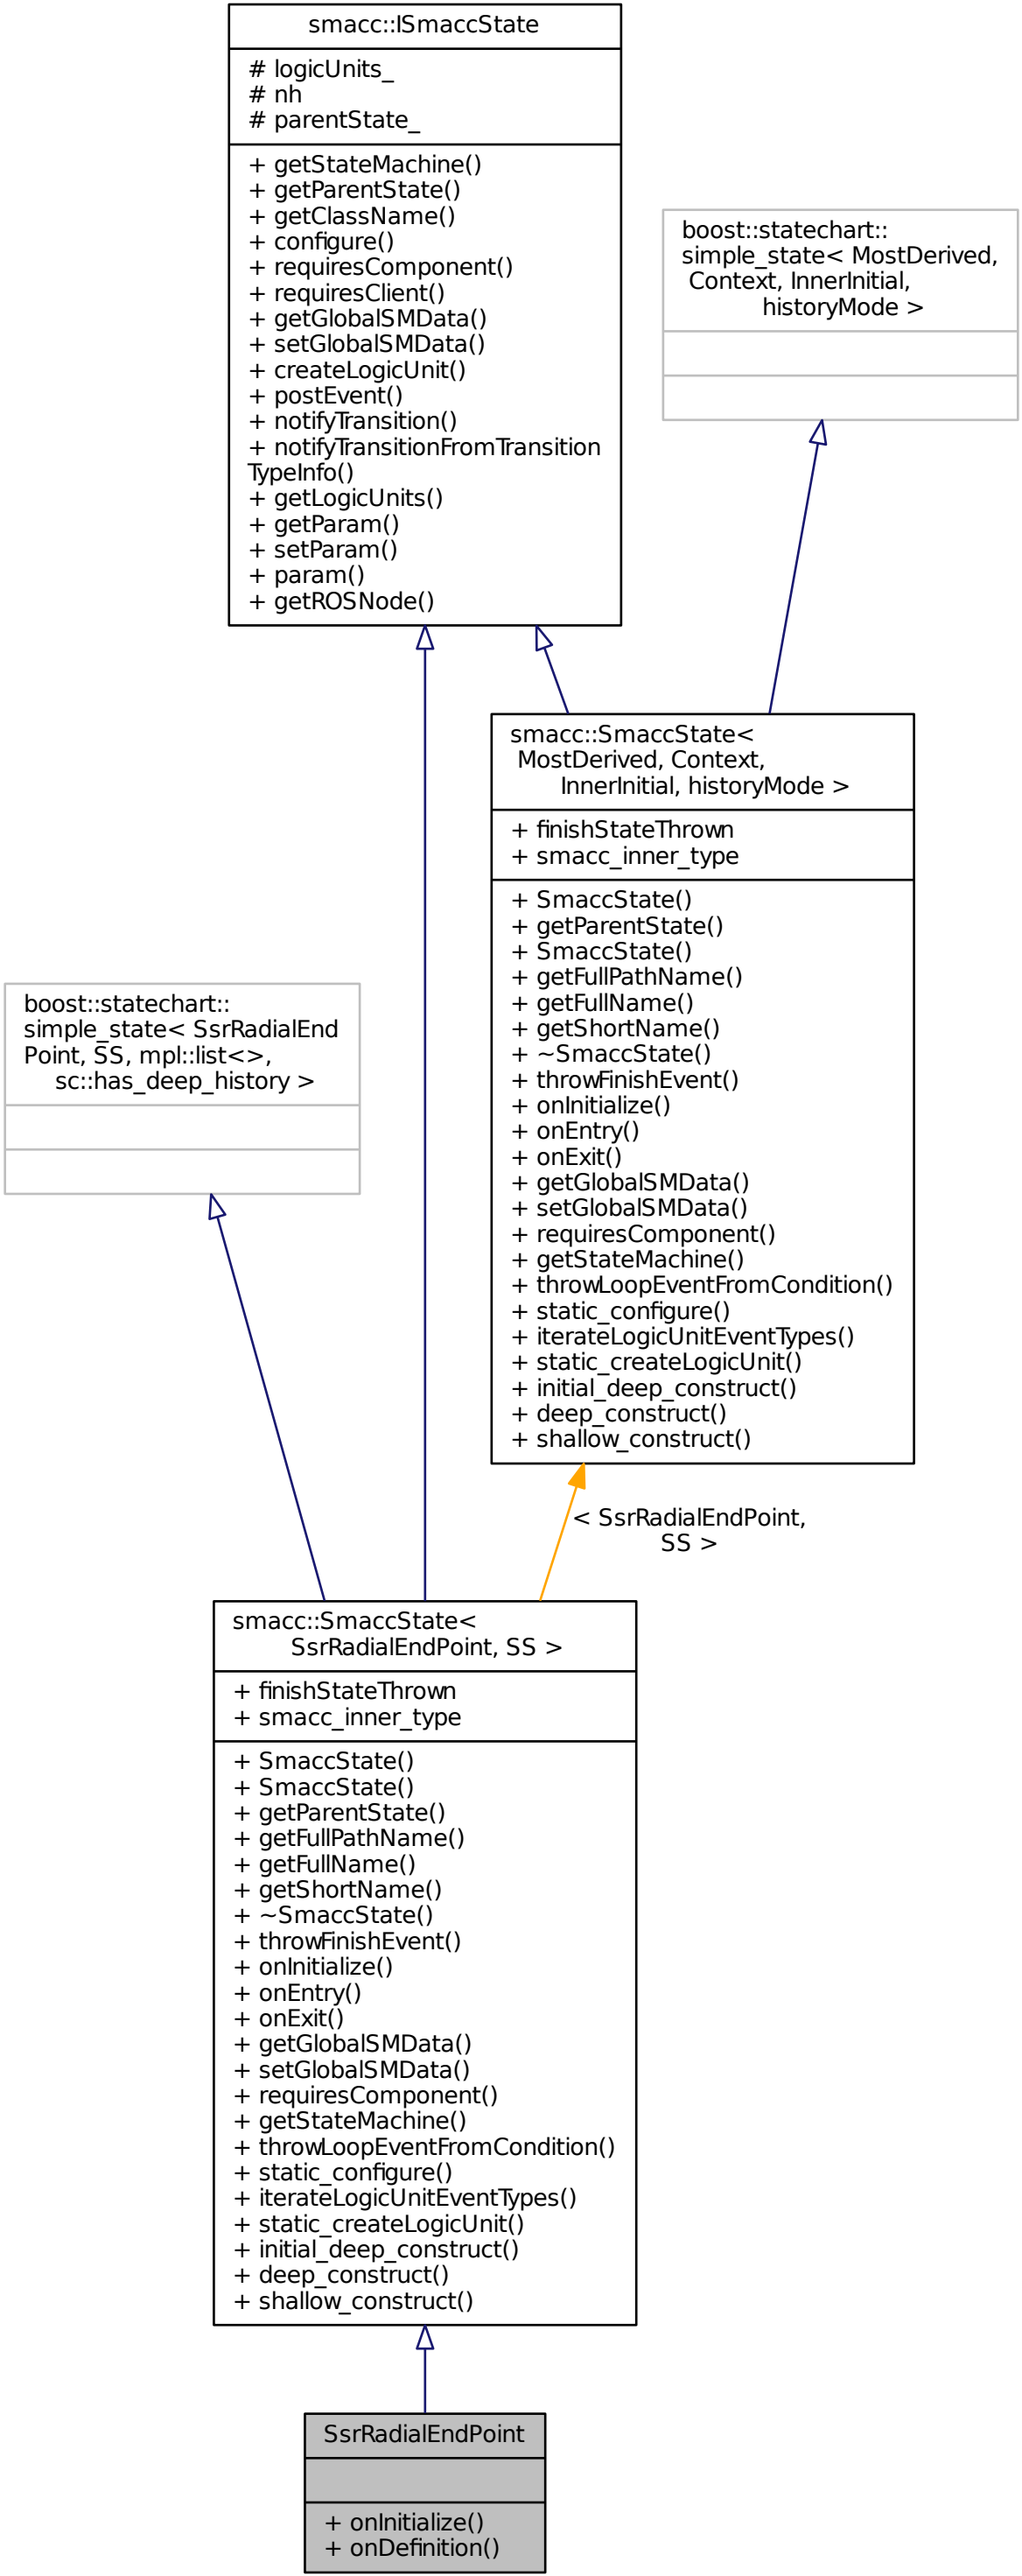 smacc::ISmaccState
# logicUnits_
# nh
# parentState_
+ getStateMachine()
+ getParentState()
+ getClassName()
+ configure()
+ requiresComponent()
+ requiresClient()
+ getGlobalSMData()
+ setGlobalSMData()
+ createLogicUnit()
+ postEvent()
+ notifyTransition()
+ notifyTransitionFromTransition
TypeInfo()
+ getLogicUnits()
+ getParam()
+ setParam()
+ param()
+ getROSNode()
boost::statechart::
simple_state< MostDerived,
Context, InnerInitial,
historyMode >
smacc::SmaccState<
MostDerived, Context,
InnerInitial, historyMode >
+ finishStateThrown
+ smacc_inner_type
+ SmaccState()
+ getParentState()
+ SmaccState()
+ getFullPathName()
+ getFullName()
+ getShortName()
+ ~SmaccState()
+ throwFinishEvent()
+ onInitialize()
+ onEntry()
+ onExit()
+ getGlobalSMData()
+ setGlobalSMData()
+ requiresComponent()
+ getStateMachine()
+ throwLoopEventFromCondition()
+ static_configure()
+ iterateLogicUnitEventTypes()
+ static_createLogicUnit()
+ initial_deep_construct()
+ deep_construct()
+ shallow_construct()
boost::statechart::
simple_state< SsrRadialEnd
Point, SS, mpl::list<>,
sc::has_deep_history >
< SsrRadialEndPoint,
SS >
smacc::SmaccState<
SsrRadialEndPoint, SS >
+ finishStateThrown
+ smacc_inner_type
+ SmaccState()
+ SmaccState()
+ getParentState()
+ getFullPathName()
+ getFullName()
+ getShortName()
+ ~SmaccState()
+ throwFinishEvent()
+ onInitialize()
+ onEntry()
+ onExit()
+ getGlobalSMData()
+ setGlobalSMData()
+ requiresComponent()
+ getStateMachine()
+ throwLoopEventFromCondition()
+ static_configure()
+ iterateLogicUnitEventTypes()
+ static_createLogicUnit()
+ initial_deep_construct()
+ deep_construct()
+ shallow_construct()
SsrRadialEndPoint
+ onInitialize()
+ onDefinition()